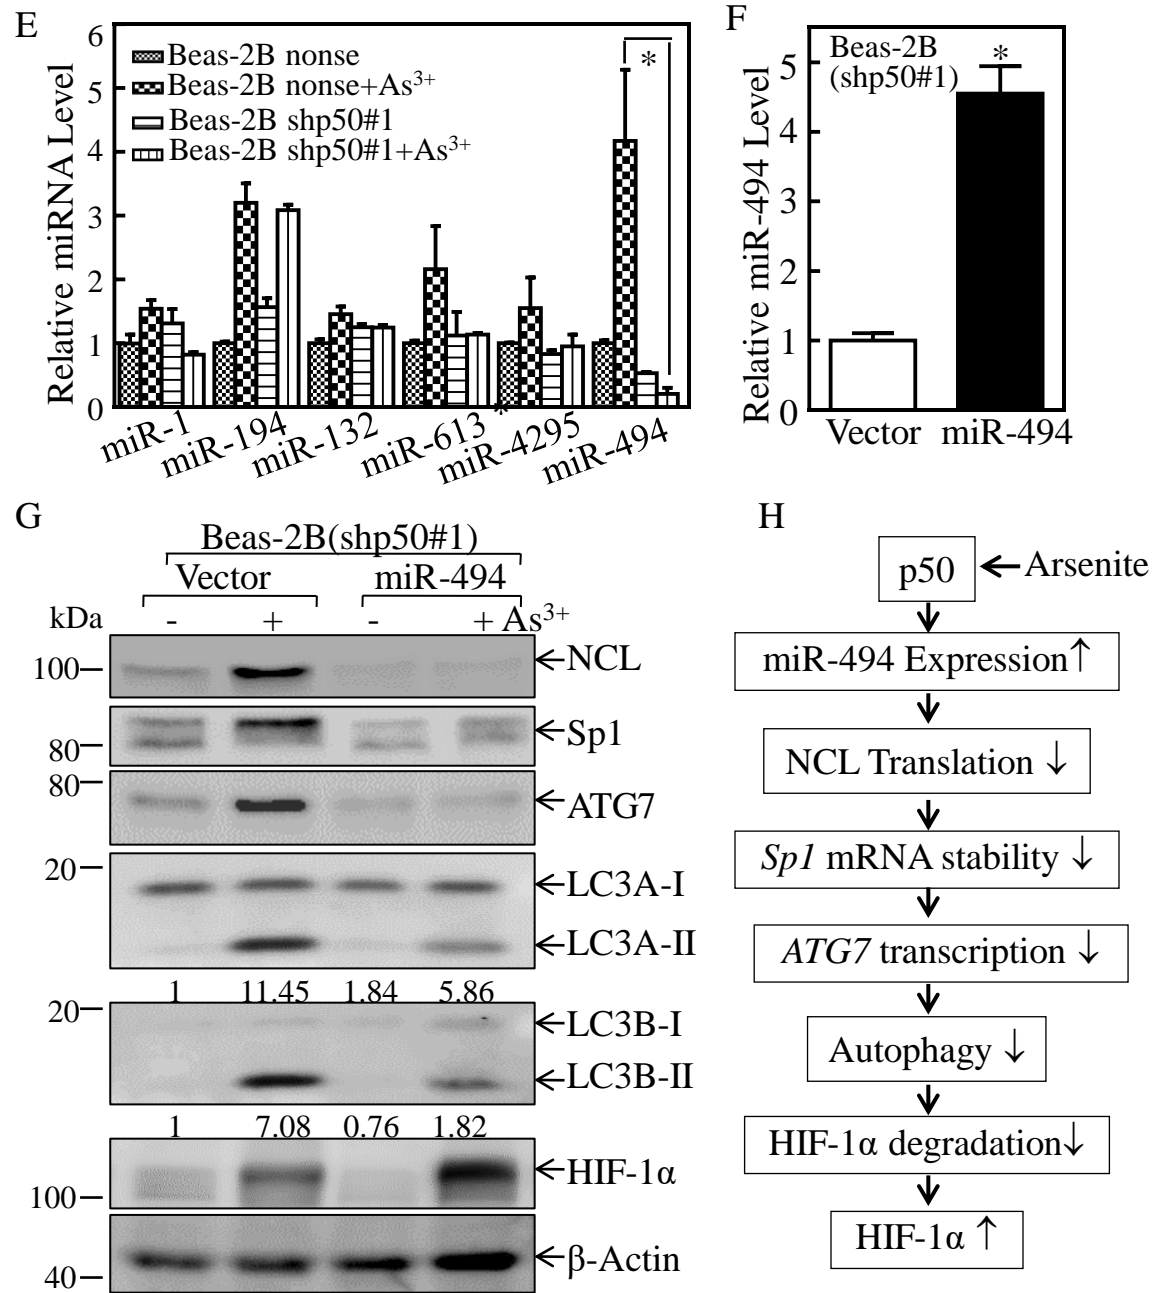 E
Relative miRNA Level
6
5
4
3
2
1
0
Beas-2B nonse
Beas-2B nonse+As³⁺
Beas-2B shp50#1
Beas-2B shp50#1+As³⁺
*
miR-1
miR-194
miR-132
miR-613
*
miR-4295
miR-494
F
Relative miR-494 Level
5
4
3
2
1
0
Beas-2B
(shp50#1)
*
Vector
miR-494
G
Beas-2B(shp50#1)
Vector miR-494
kDa - + - + As³⁺
100 NCL
80 Sp1
80 ATG7
20 LC3A-I
LC3A-II
1 11.45 1.84 5.86
20 LC3B-I
LC3B-II
1 7.08 0.76 1.82
HIF-1α
100
β-Actin
40
H
p50 Arsenite
miR-494 Expression↑
NCL Translation ↓
Sp1 mRNA stability ↓
ATG7 transcription ↓
Autophagy ↓
HIF-1α degradation↓
HIF-1α ↑